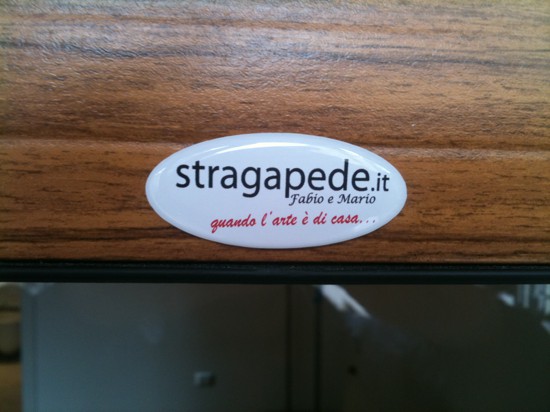 stragapede.it
Fabio e Mario
quando l'arte è di casa...